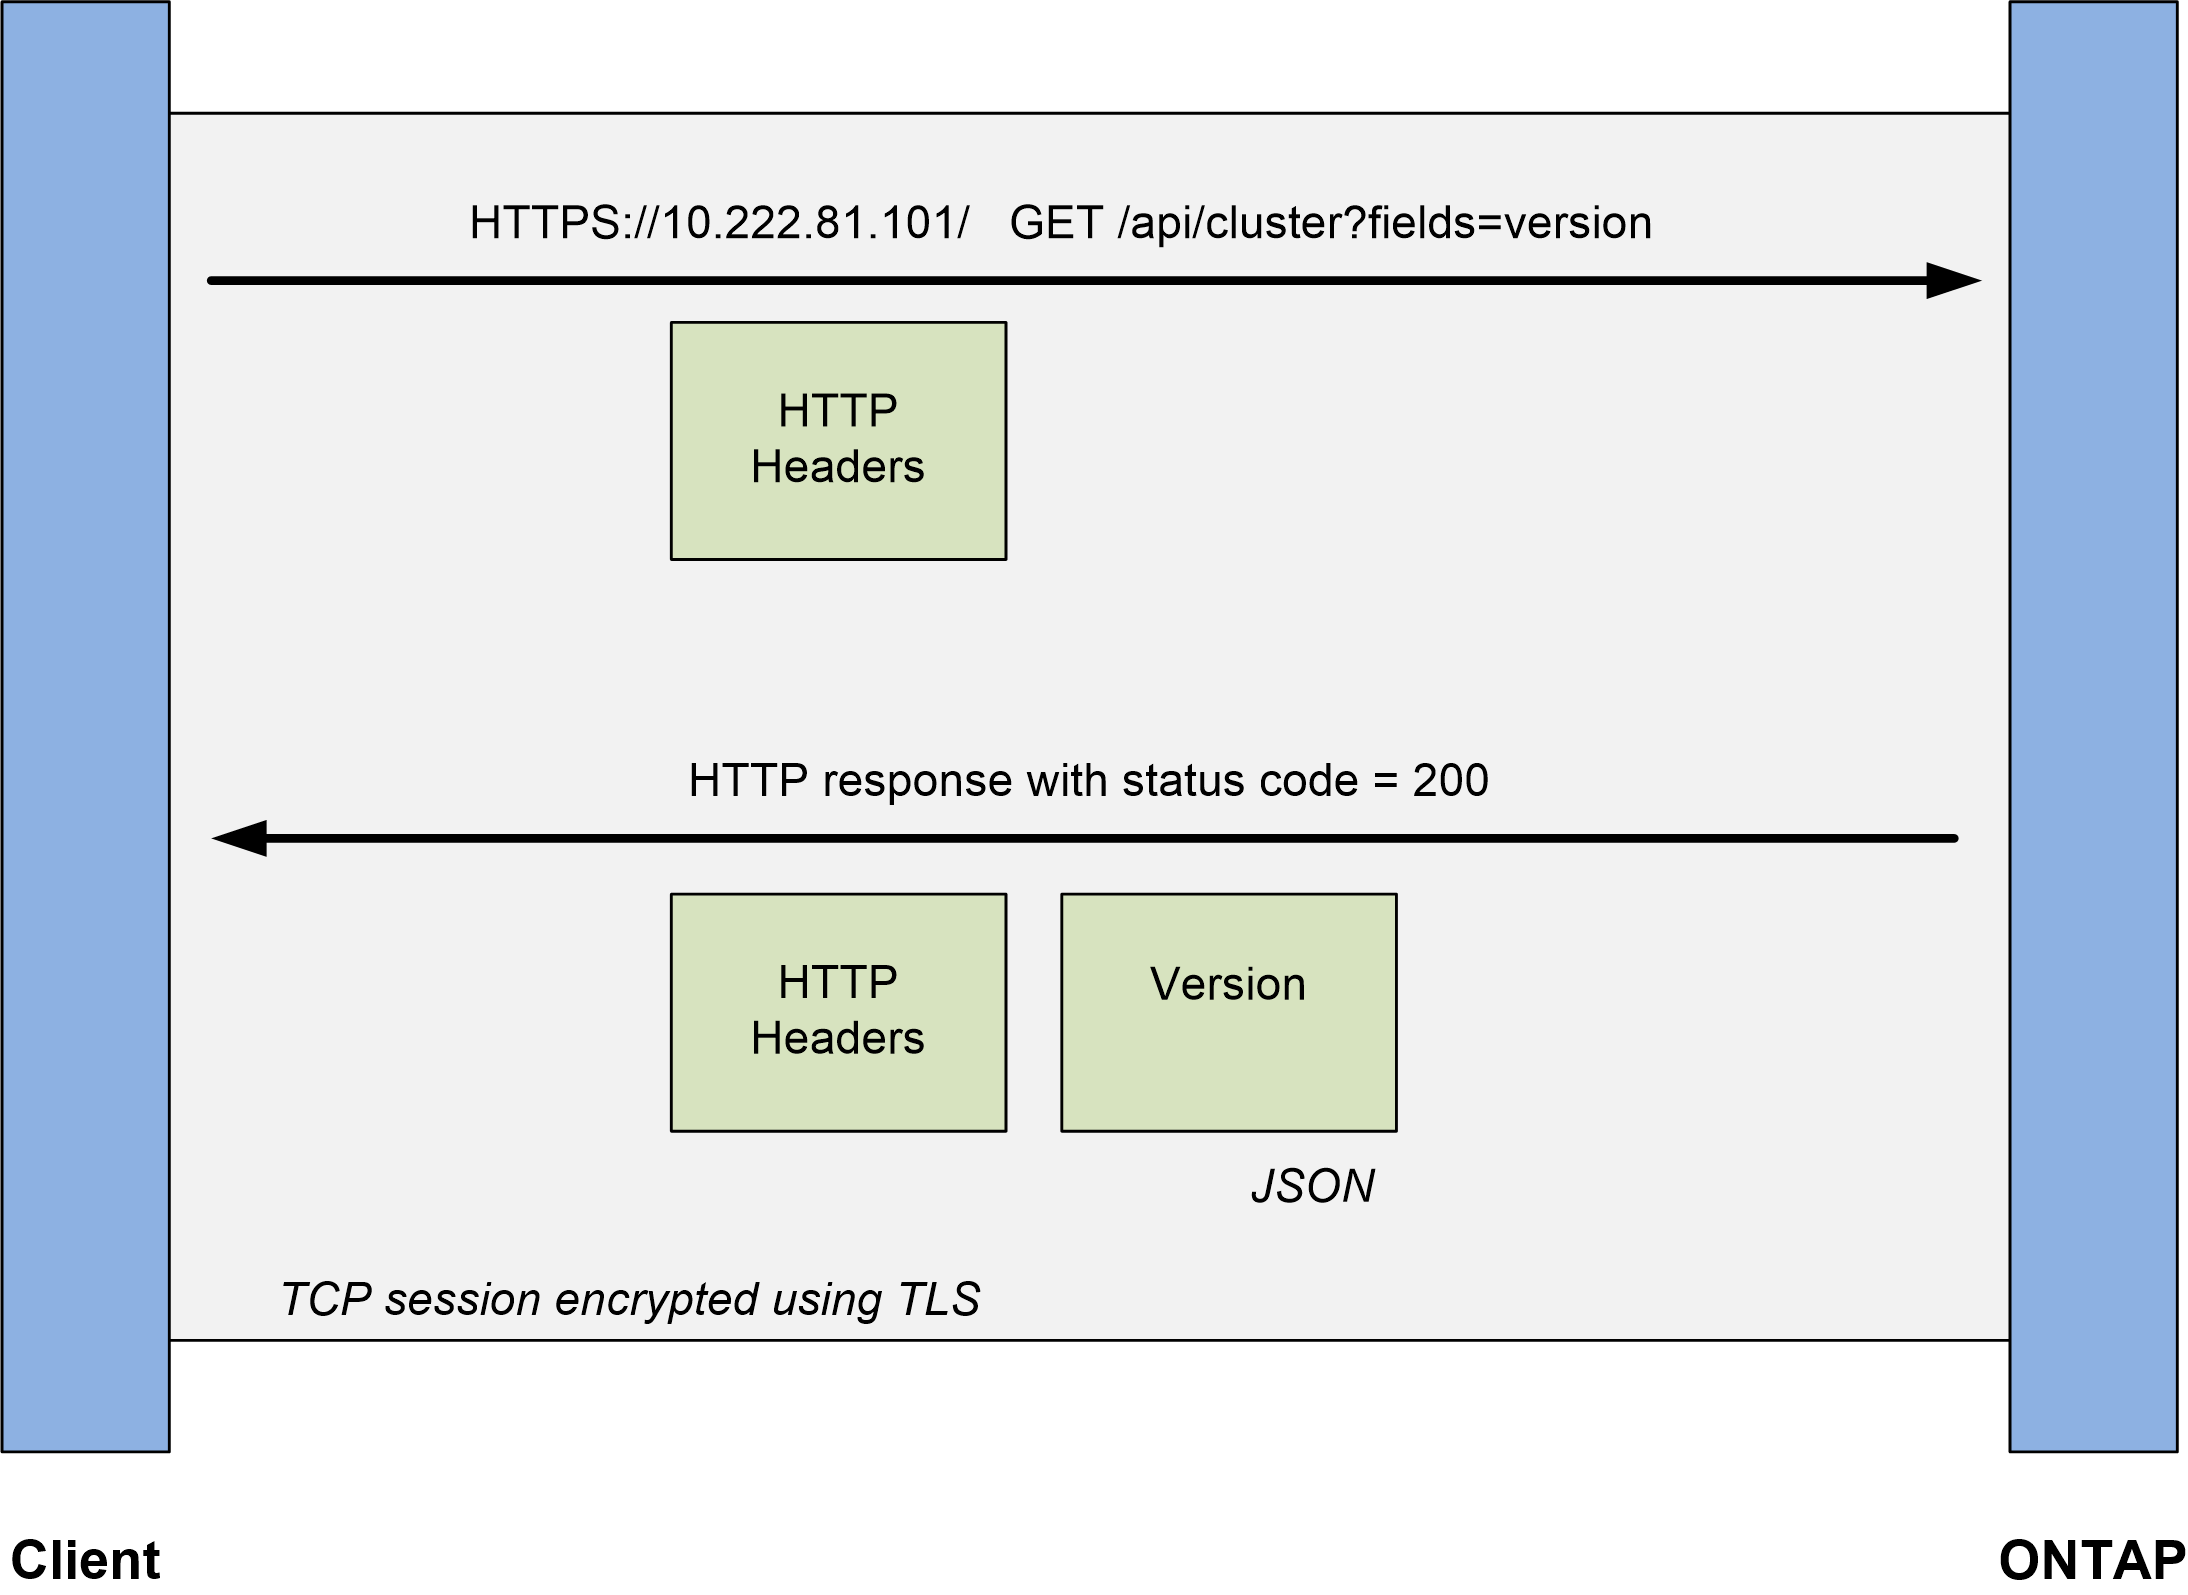 HTTPS://10.222.81.101/   GET /api/cluster?fields=version
HTTP
Headers
HTTP response with status code = 200
HTTP
Headers
Version
JSON
TCP session encrypted using TLS
Client
ONTAP